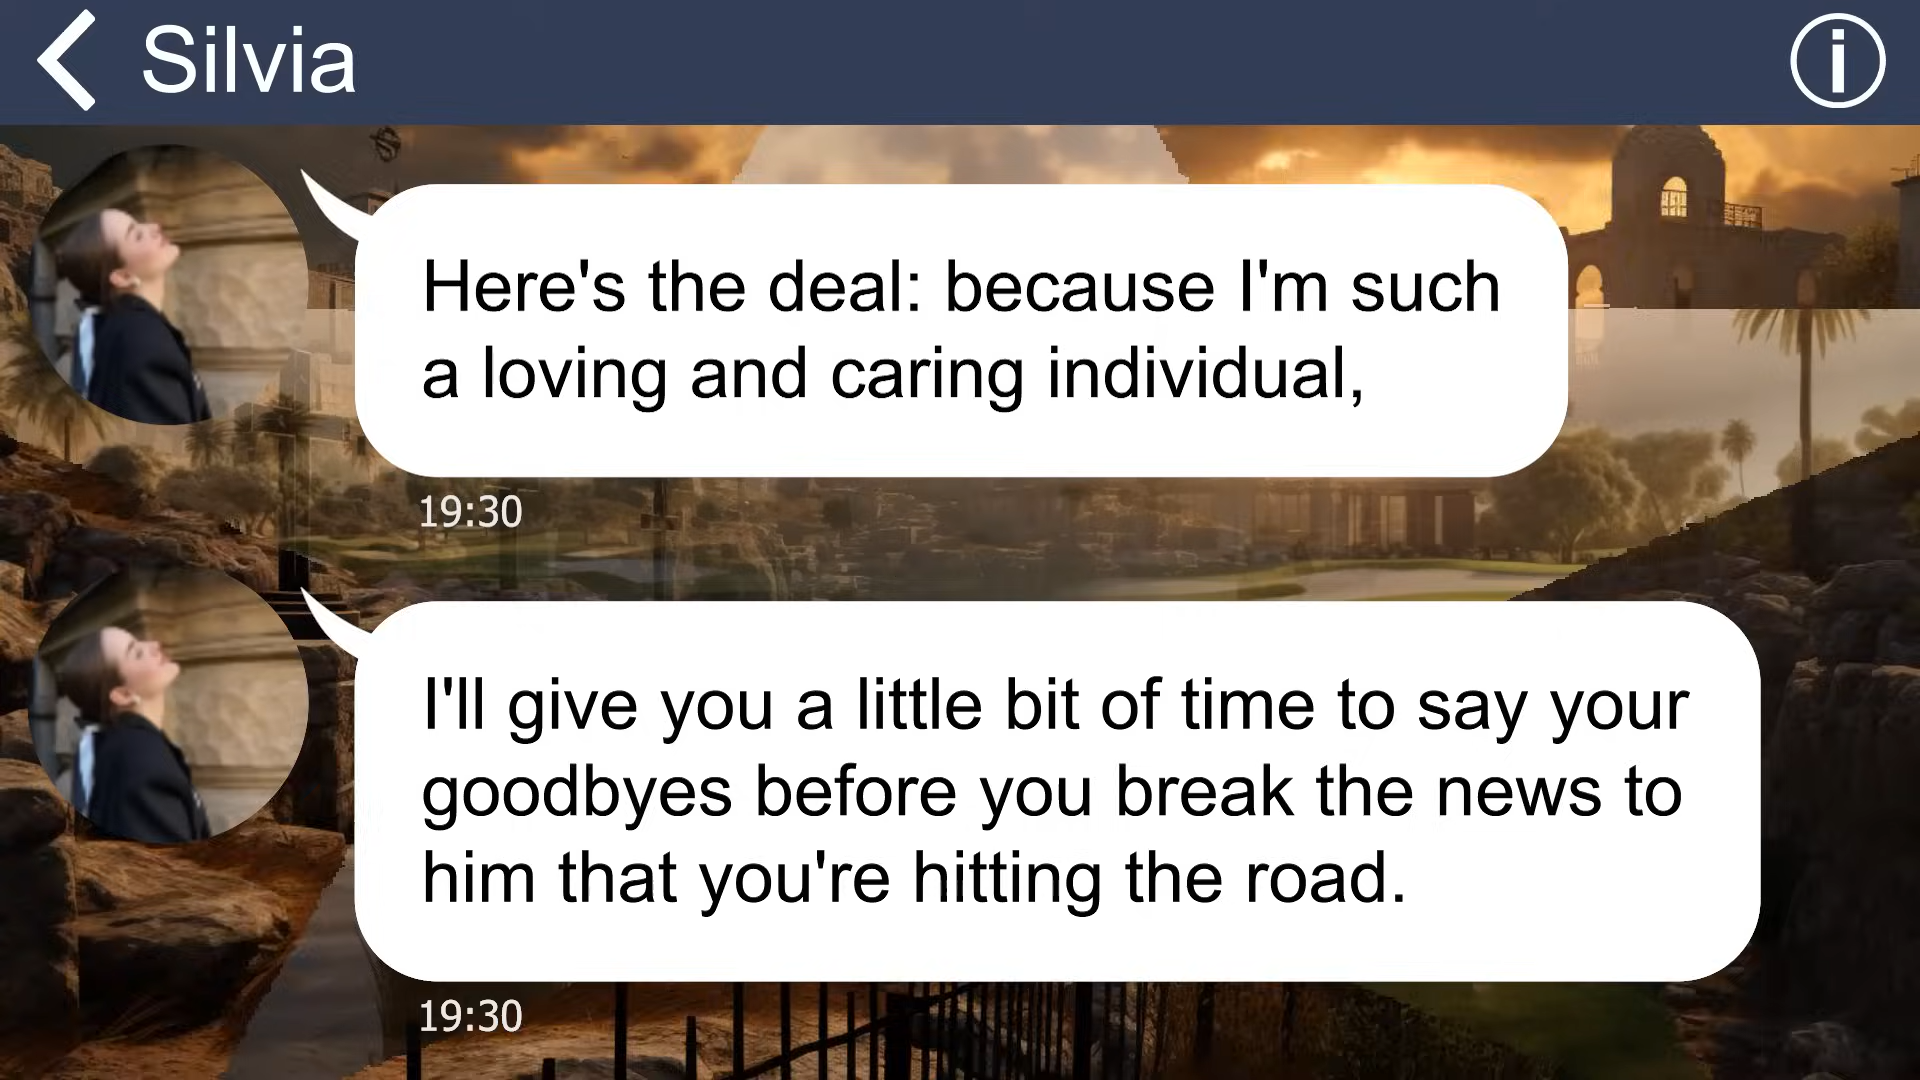 Silvia
Here's the deal: because I'm such
a loving and caring individual,
19:30
I'll give you a little bit of time to say your
goodbyes before you break the news to
him that you're hitting the road.
19:30